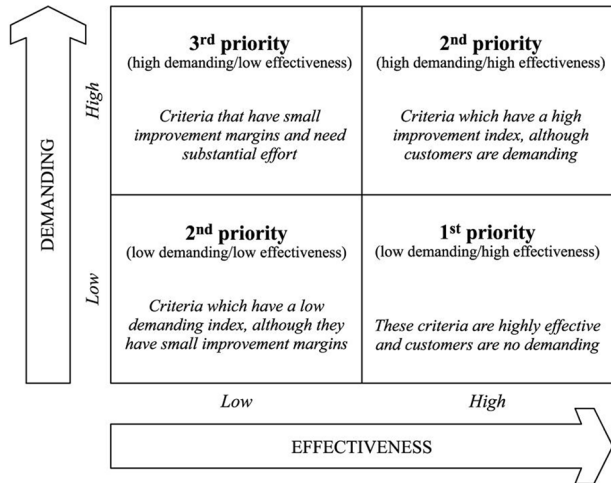 3rd priority
(high demanding/low effectiveness)
Criteria that have small
improvement margins and need
substantial effort
2nd priority
(high demanding/high effectiveness)
Criteria which have a high
improvement index, although
customers are demanding
High
DEMANDING
Low
2nd priority
(low demanding/low effectiveness)
Criteria which have a low
demanding index, although they
have small improvement margins
1st priority
(low demanding/high effectiveness)
These criteria are highly effective
and customers are no demanding
Low
High
EFFECTIVENESS